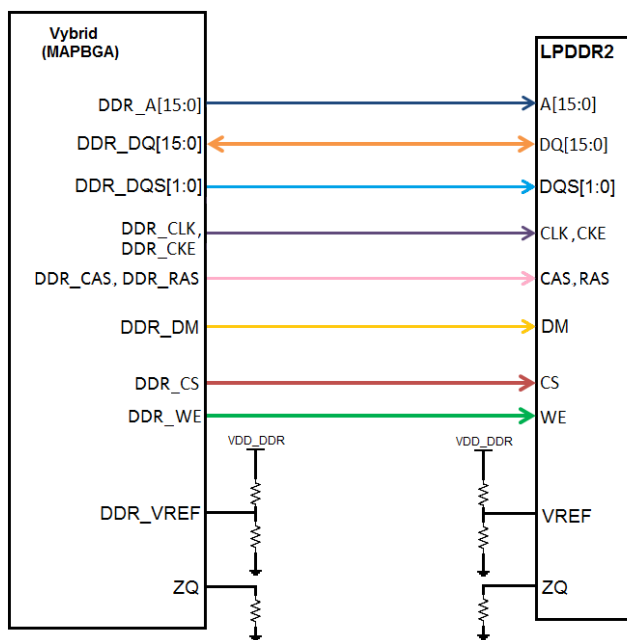 Vybrid
(MAPBGA)
LPDDR2
DDR_A[15:0]
A[15:0]
DDR_DQ[15:0]
DQ[15:0]
DDR_DQS[1:0]
DQS[1:0]
DDR_CLK,
DDR_CKE
CLK,CKE
DDR_CAS, DDR_RAS
CAS,RAS
DDR_DM
DM
DDR_CS
CS
DDR_WE
WE
VDD_DDR
VDD_DDR
DDR_VREF
VREF
ZQ
ZQ